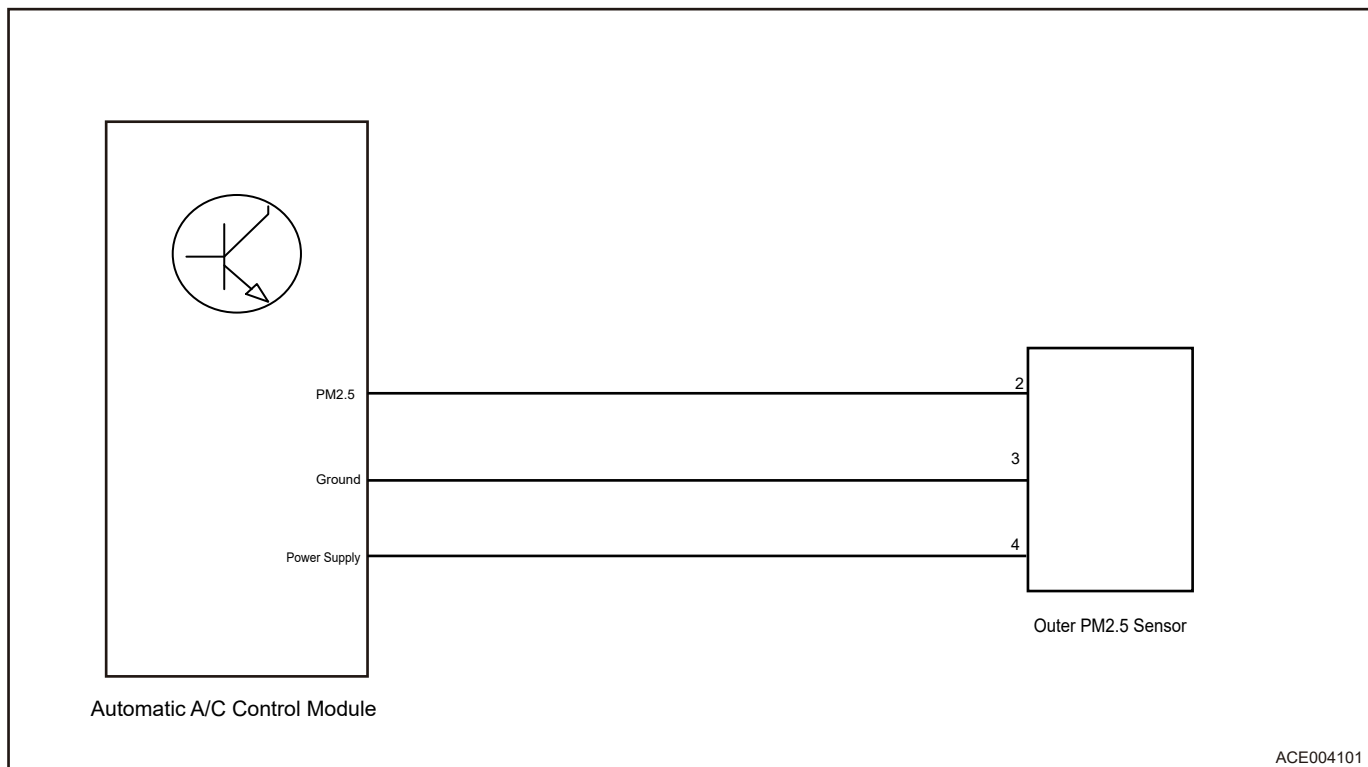 PM2.5
2
Ground
3
Power Supply
4
Outer PM2.5 Sensor
Automatic A/C Control Module
ACE004101